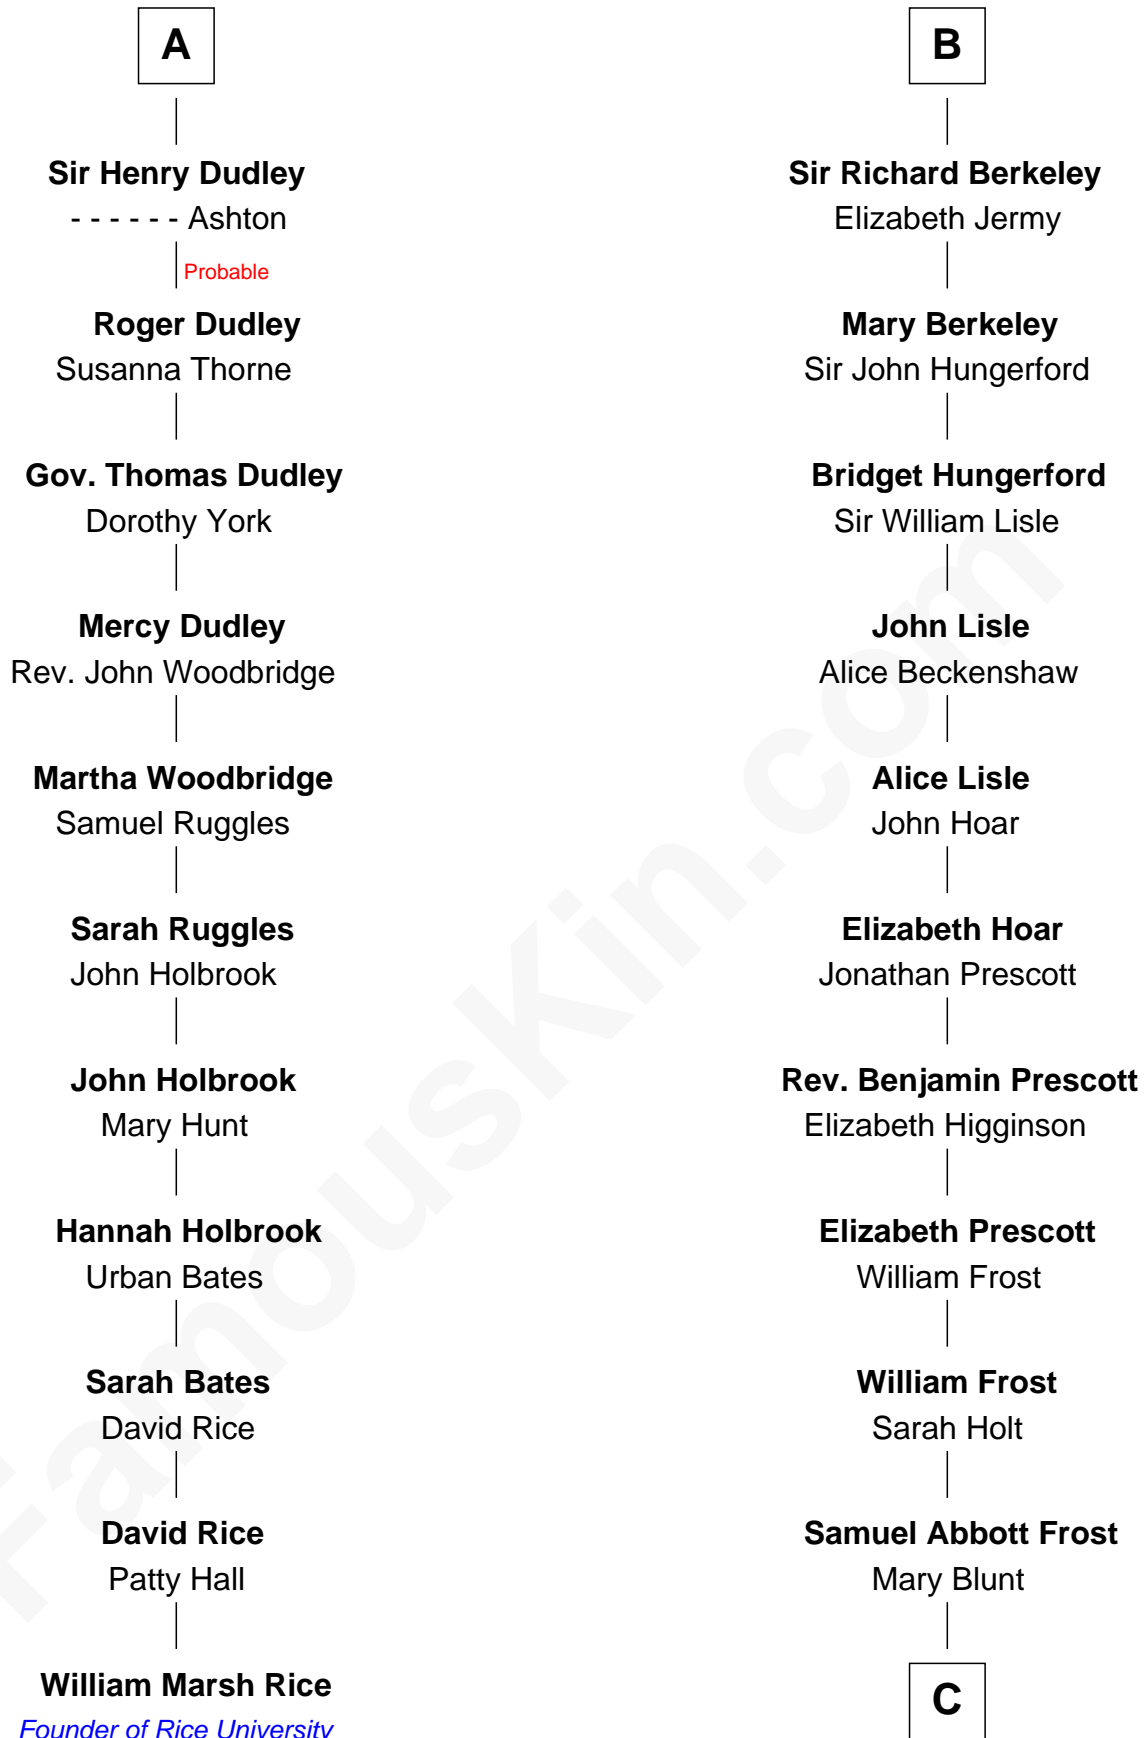 A
Sir Henry Dudley
- - - - - - Ashton
Probable
Roger Dudley
Susanna Thorne
Gov. Thomas Dudley
Dorothy York
Mercy Dudley
Rev. John Woodbridge
Martha Woodbridge
Samuel Ruggles
Sarah Ruggles
John Holbrook
John Holbrook
Mary Hunt
Hannah Holbrook
Urban Bates
Sarah Bates
David Rice
David Rice
Patty Hall
William Marsh Rice
Founder of Rice University
B
Sir Richard Berkeley
Elizabeth Jermy
Mary Berkeley
Sir John Hungerford
Bridget Hungerford
Sir William Lisle
John Lisle
Alice Beckenshaw
Alice Lisle
John Hoar
Elizabeth Hoar
Jonathan Prescott
Rev. Benjamin Prescott
Elizabeth Higginson
Elizabeth Prescott
William Frost
William Frost
Sarah Holt
Samuel Abbott Frost
Mary Blunt
C
FamousKin.com